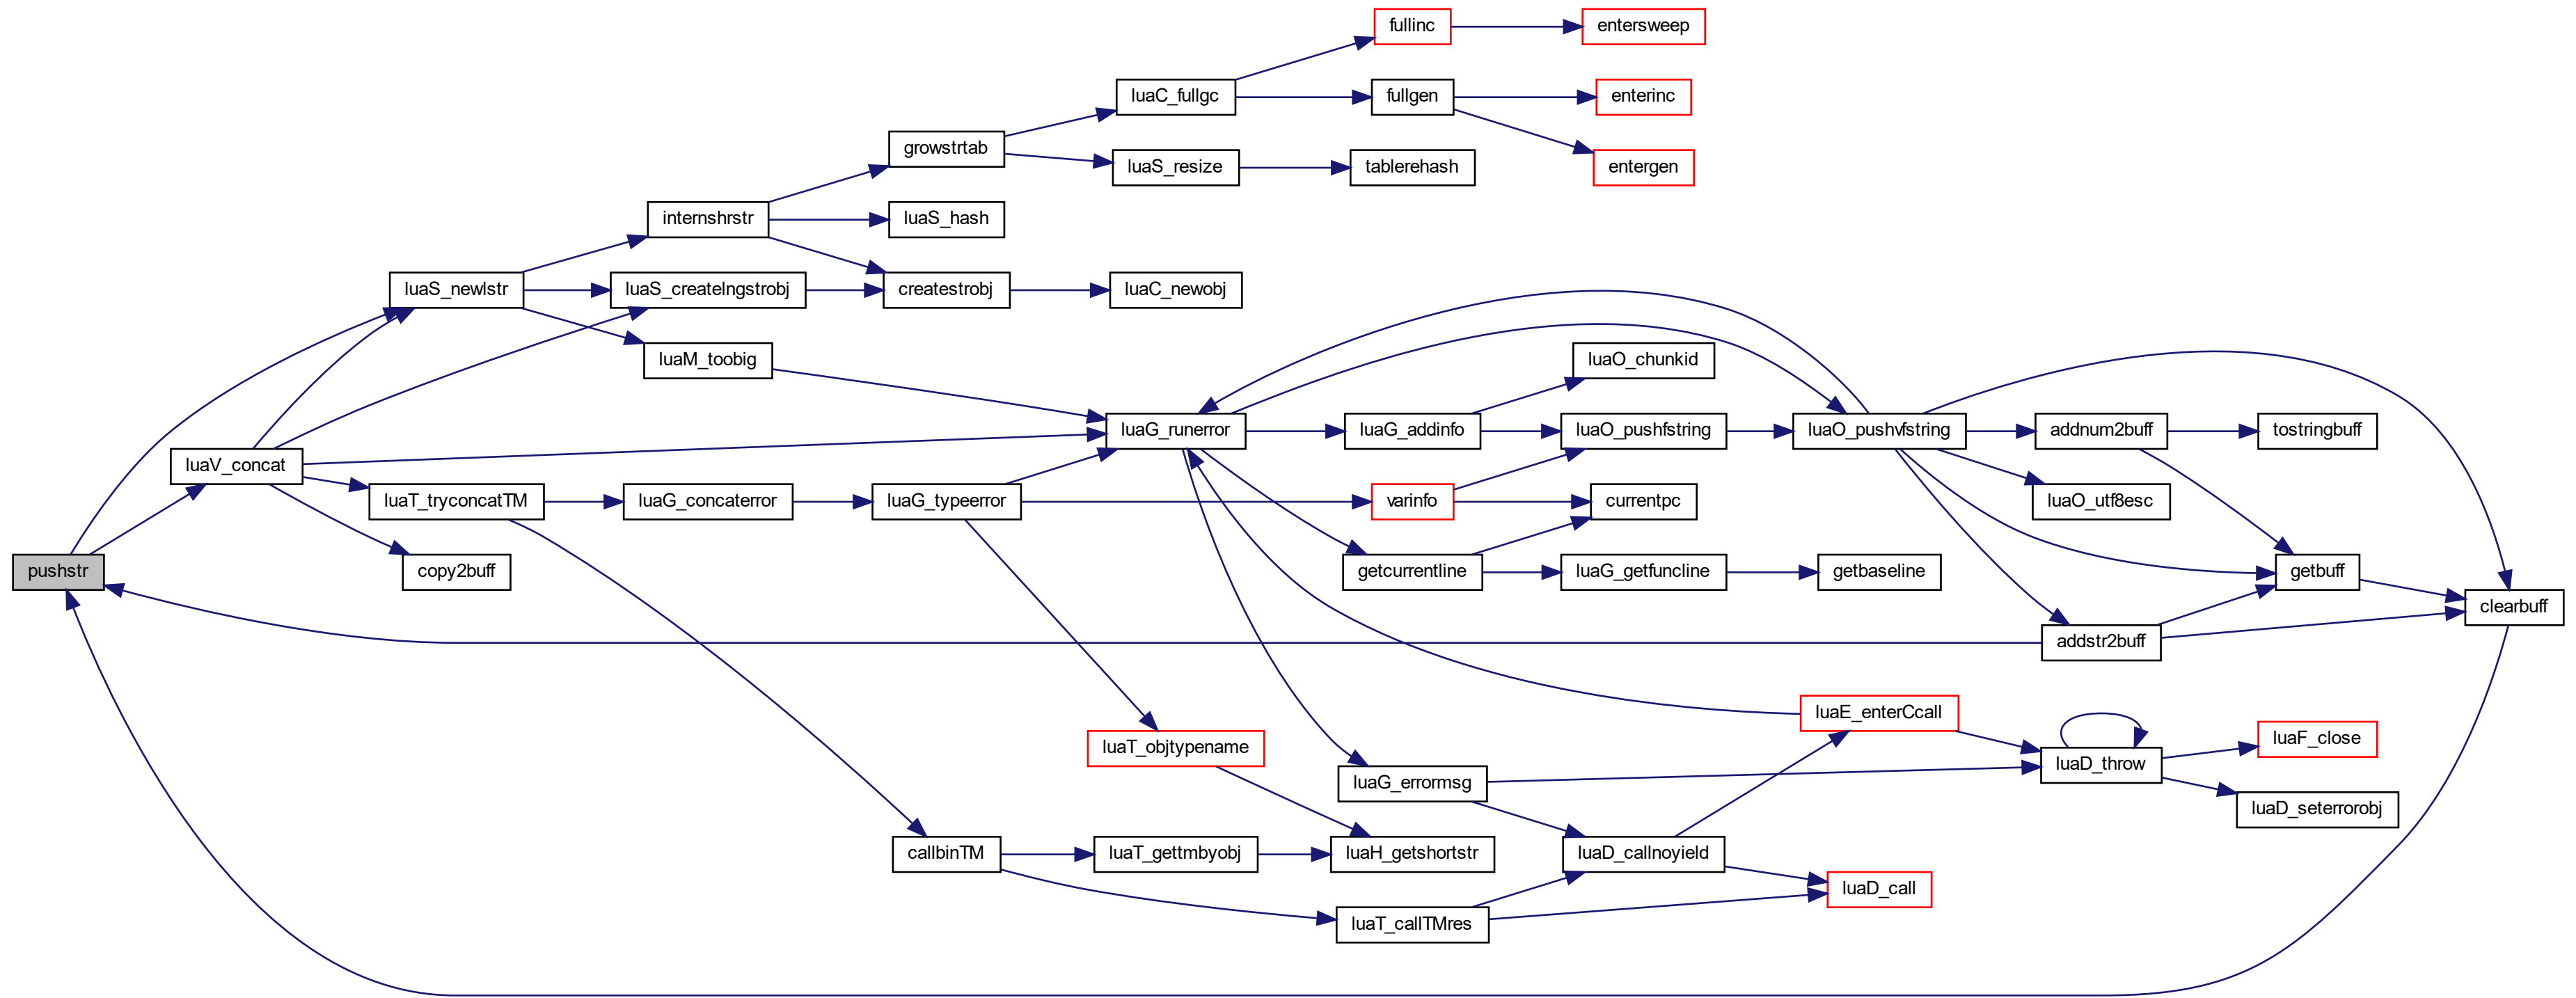 fullinc
entersweep
luaC_fullgc
fullgen
enterinc
growstrtab
luaS_resize
tablerehash
entergen
internshrstr
luaS_hash
luaS_newlstr
luaS_createlngstrobj
createstrobj
luaC_newobj
luaM_toobig
luaO_chunkid
luaG_runerror
luaG_addinfo
luaO_pushfstring
luaO_pushvfstring
addnum2buff
tostringbuff
luaV_concat
luaT_tryconcatTM
luaG_concaterror
luaG_typeerror
varinfo
currentpc
luaO_utf8esc
pushstr
copy2buff
getcurrentline
luaG_getfuncline
getbaseline
getbuff
clearbuff
addstr2buff
luaE_enterCcall
luaT_objtypename
luaF_close
luaD_throw
luaG_errormsg
luaD_seterrorobj
callbinTM
luaT_gettmbyobj
luaH_getshortstr
luaD_callnoyield
luaD_call
luaT_callTMres